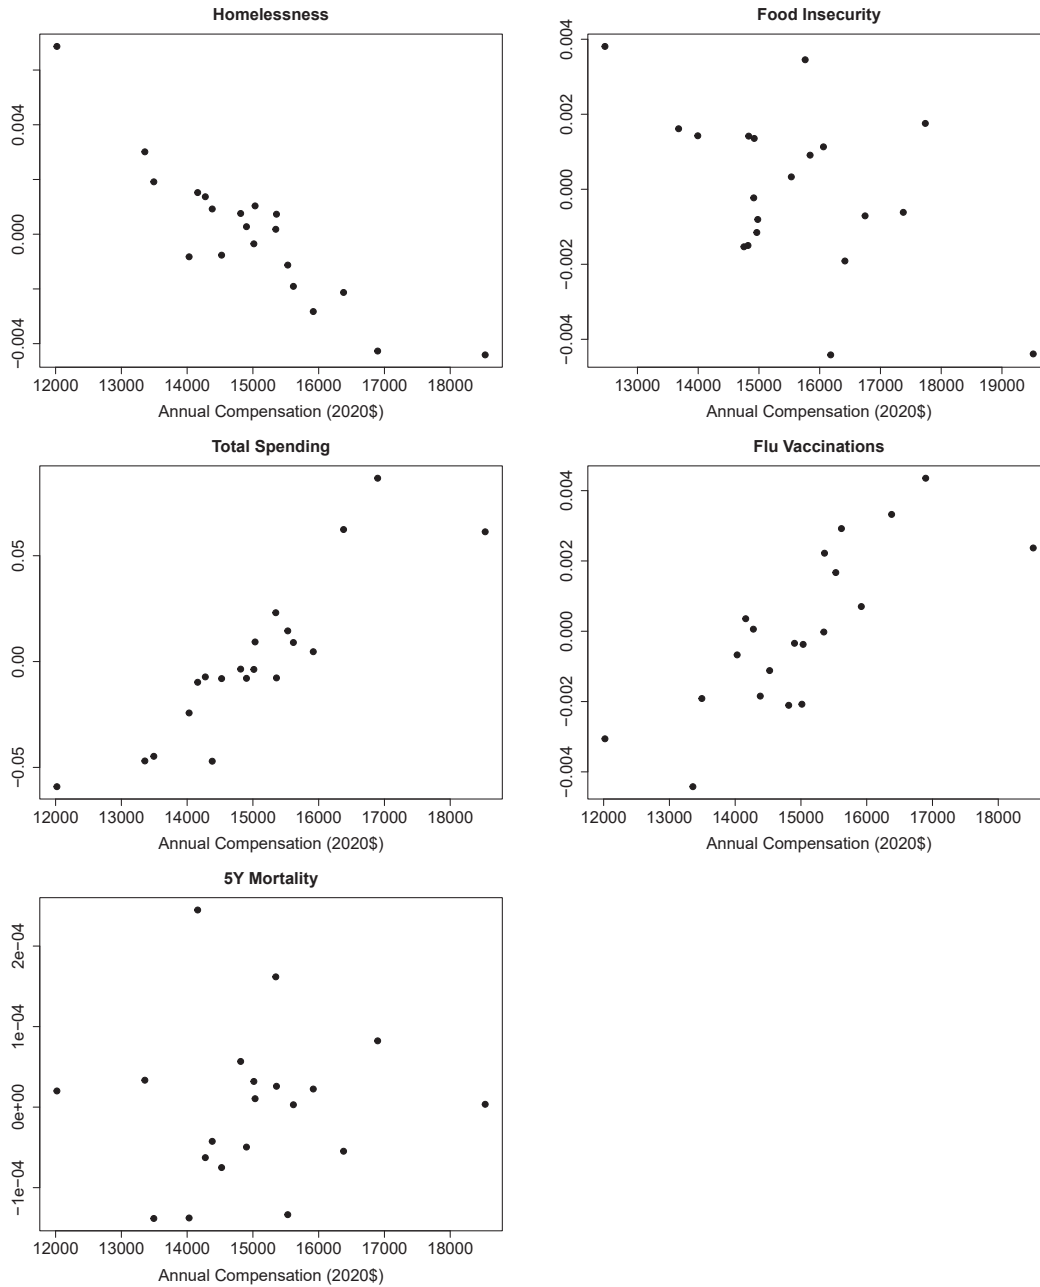 Homelessness
0.004
0.000
−0.004
12000 13000 14000 15000 16000 17000 18000
Annual Compensation (2020$)
Food Insecurity
0.004
0.002
0.000
−0.002
−0.004
13000 14000 15000 16000 17000 18000 19000
Annual Compensation (2020$)
Total Spending
0.05
0.00
−0.05
12000 13000 14000 15000 16000 17000 18000
Annual Compensation (2020$)
Flu Vaccinations
0.004
0.002
0.000
−0.002
−0.004
12000 13000 14000 15000 16000 17000 18000
Annual Compensation (2020$)
5Y Mortality
2e−04
1e−04
0e+00
−1e−04
12000 13000 14000 15000 16000 17000 18000
Annual Compensation (2020$)